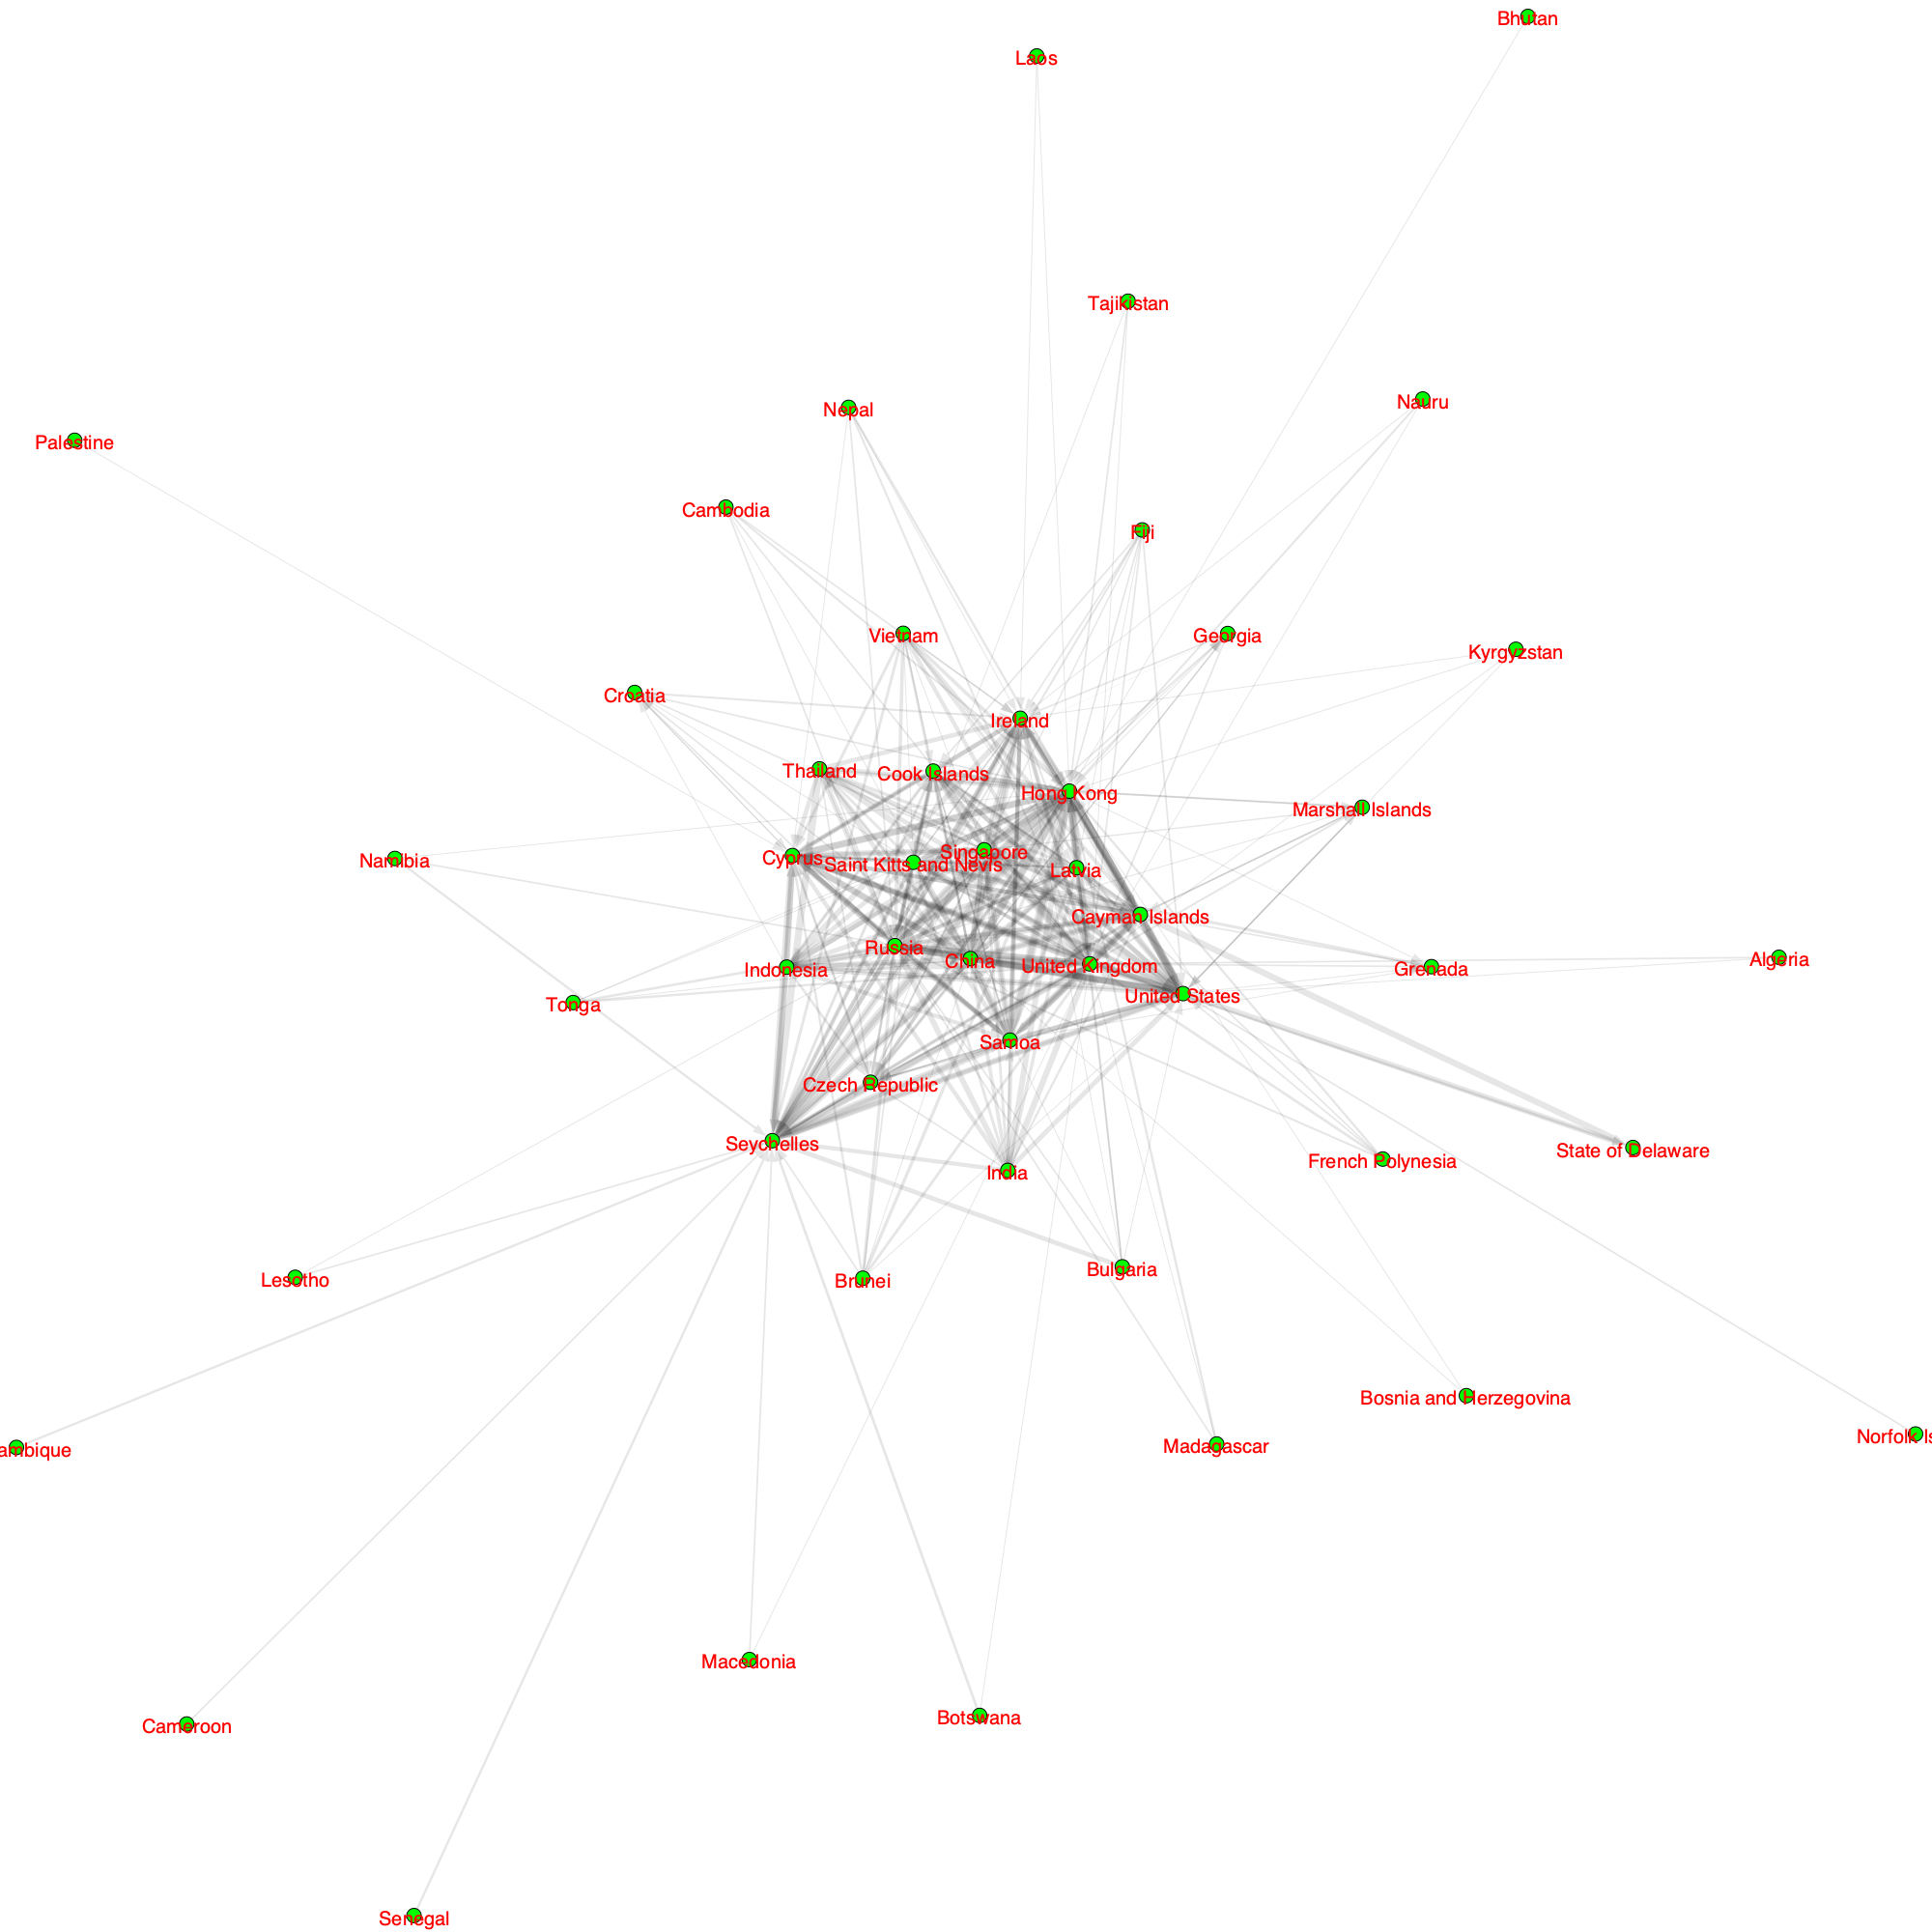 Bhutan
Laos
Tajikistan
Nauru
Nepal
Palestine
Cambodia
Fiji
Vietnam
Georgia
Kyrgyzstan
Croatia
Ireland
Thailand
Cook Islands
Hong Kong
Marshall Islands
Singapore
Cyprus
Saint Kitts and Nevis
Namibia
Latvia
Cayman Islands
Russia
China
United Kingdom
Indonesia
Grenada
Algeria
United States
Tonga
Samoa
Czech Republic
Seychelles
State of Delaware
French Polynesia
India
Bulgaria
Lesotho
Brunei
Bosnia and Herzegovina
Norfolk Is
Madagascar
ambique
Macedonia
Botswana
Cameroon
Senegal